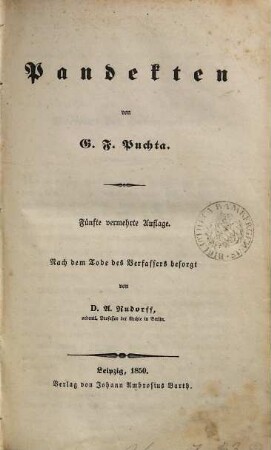 Pandekten
von
G. F. Puchta.
Fünfte vermehrte Auflage.
Nach dem Tode des Verfassers besorgt
von
D. A. Rudorff,
ordentl. Professor der Rechte in Berlin.
Leipzig, 1850.
Verlag von Johann Ambrosius Barth.